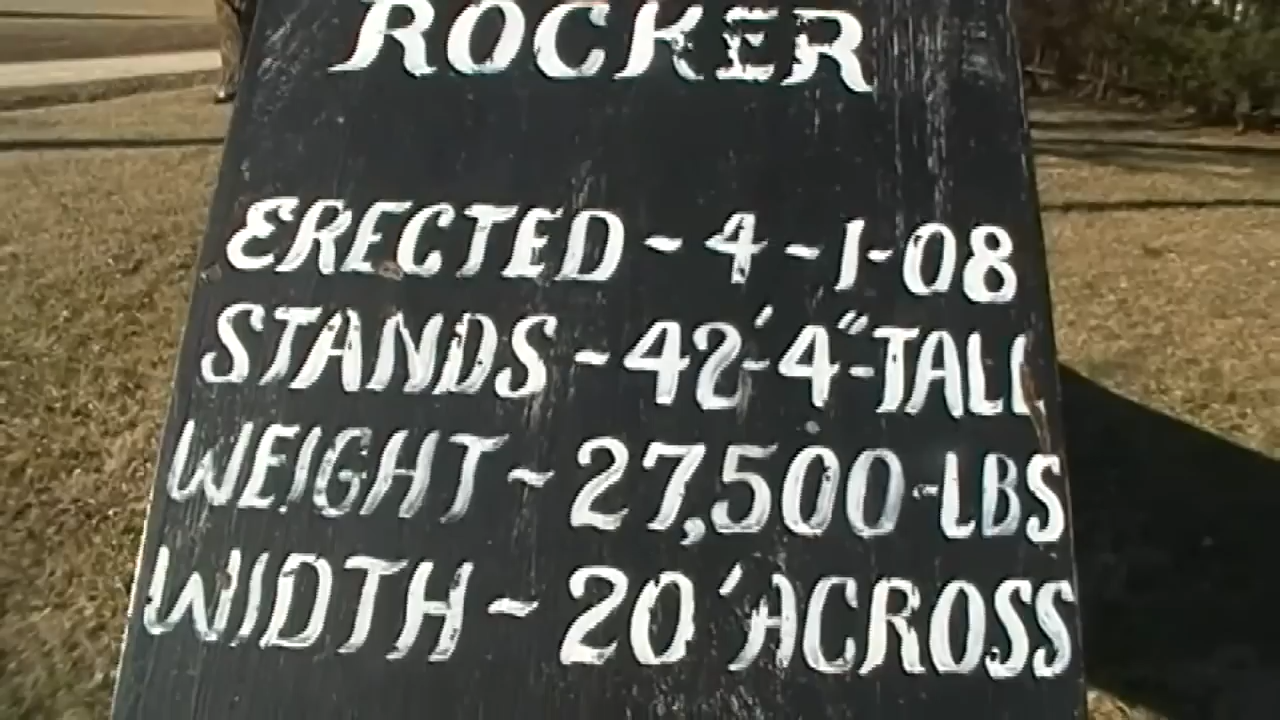 ROCKER
ERECTED ~ 4 ~ 1-08
STANDS ~ 42'-4"-TALL
WEIGHT ~ 27,500-LBS
WIDTH ~ 20' ACROSS